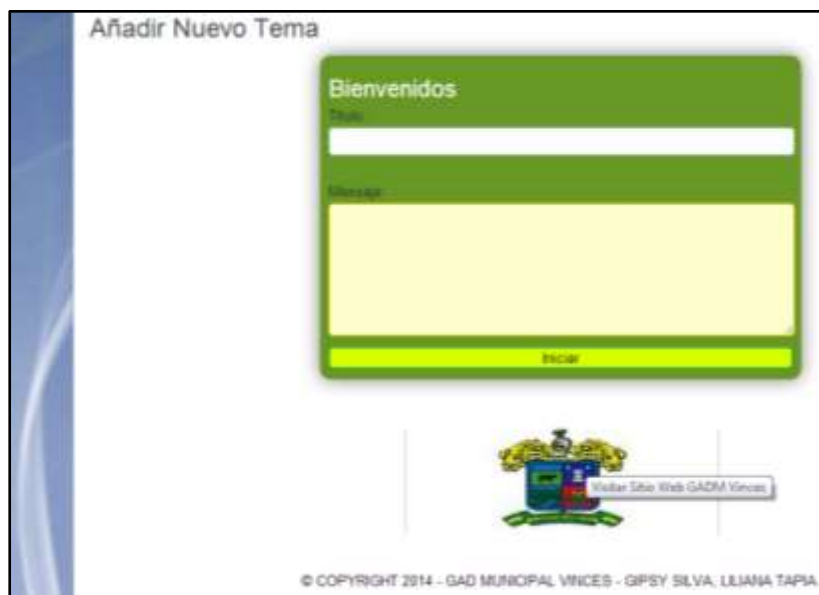 Añadir Nuevo Tema
Bienvenidos
Titulo:
Mensaje:
Iniciar
Visitar Sitio Web GADM Vinces
© COPYRIGHT 2014 - GAD MUNICIPAL VINCES - GIPSY SILVA, LILIANA TAPIA